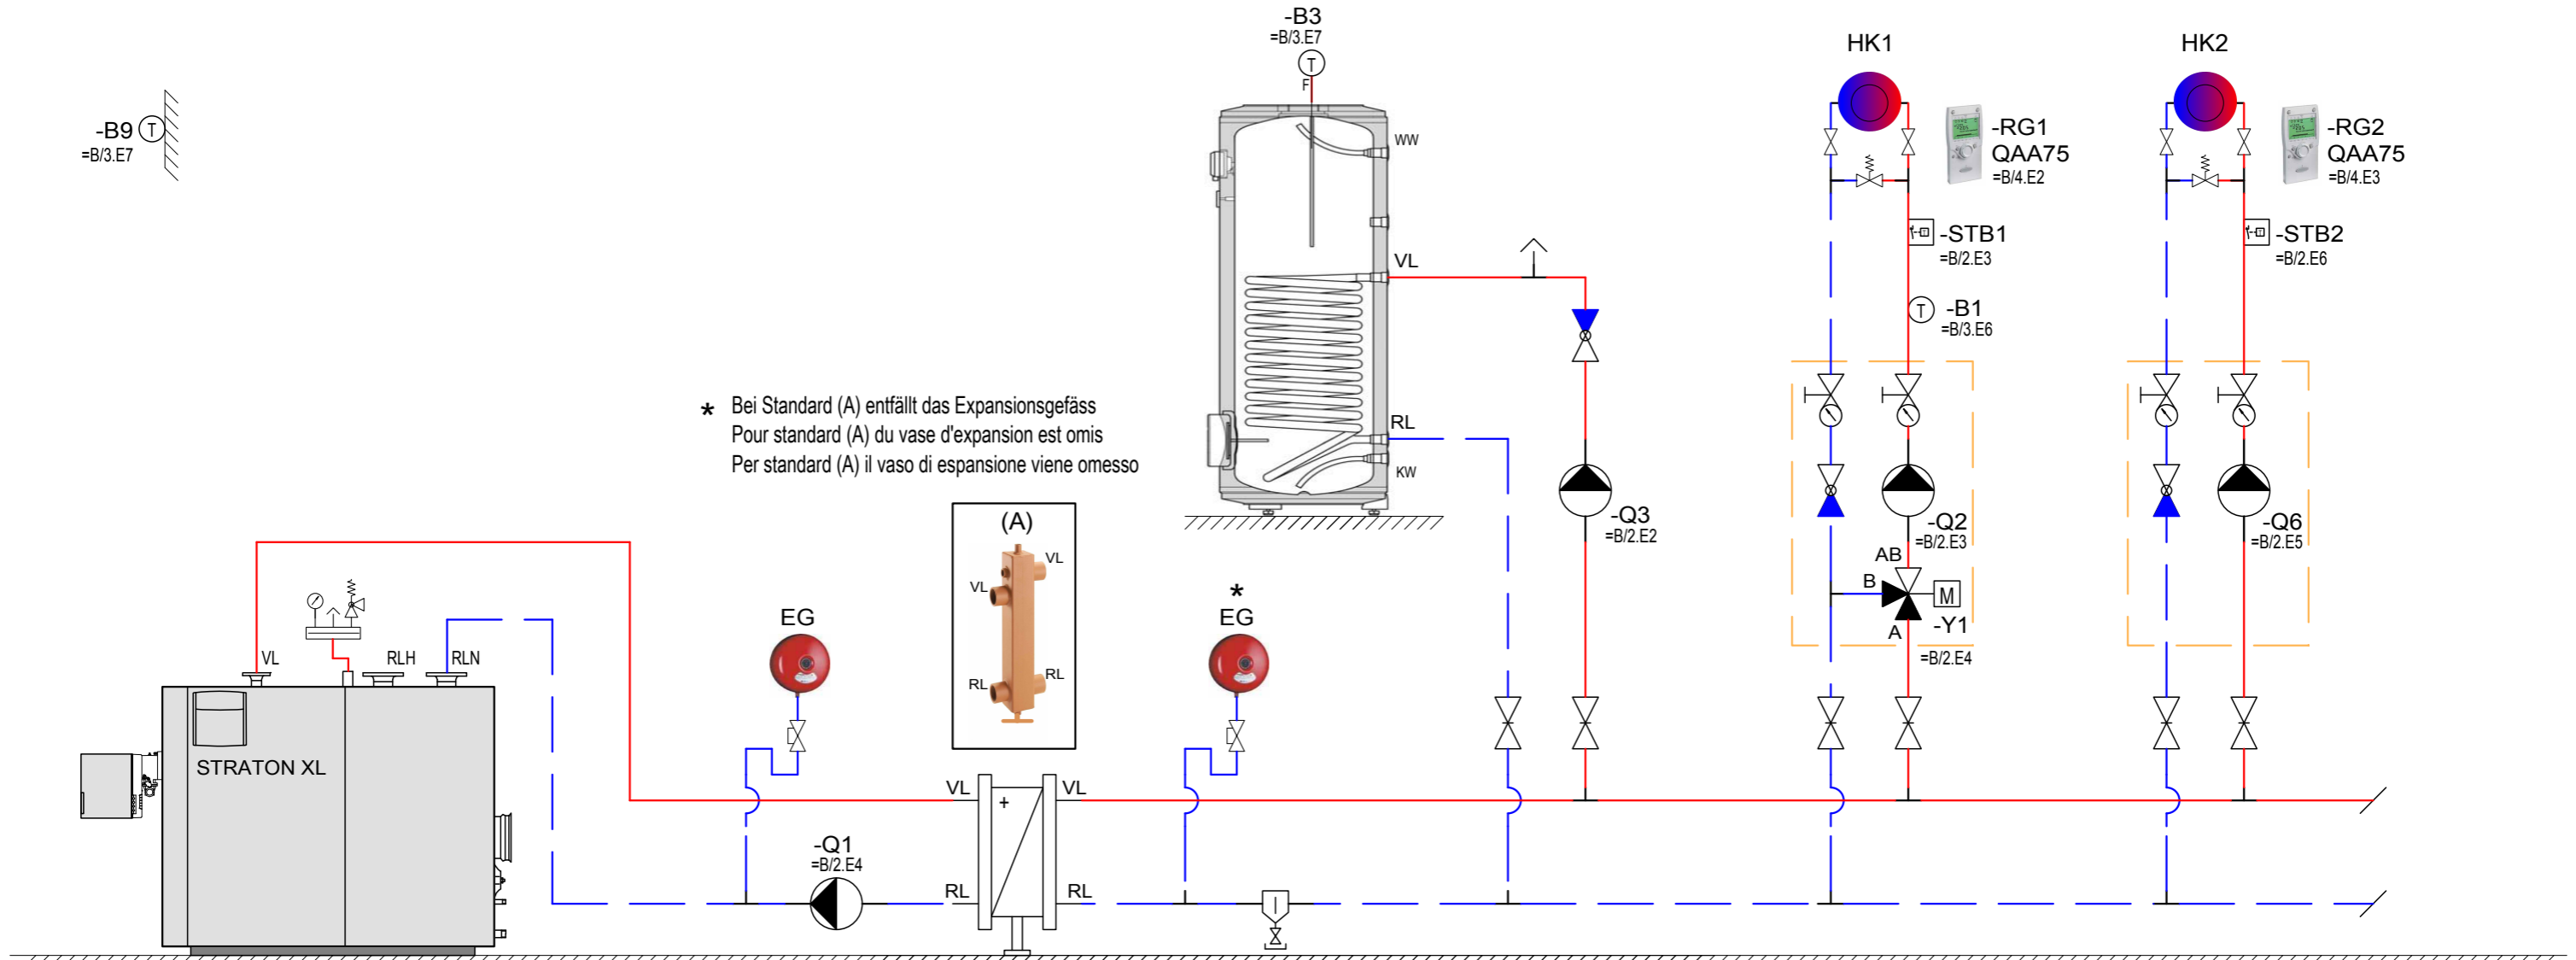 -B3
=B/3.E7
T
F
HK1
HK2
-B9
T
=B/3.E7
WW
-RG1
QAA75
=B/4.E2
-RG2
QAA75
=B/4.E3
-STB1
=B/2.E3
-STB2
=B/2.E6
VL
T
-B1
=B/3.E6
* Bei Standard (A) entfällt das Expansionsgefäss
Pour standard (A) du vase d'expansion est omis
Per standard (A) il vaso di espansione viene omesso
RL
KW
(A)
VL
VL
RL
RL
-Q3
=B/2.E2
-Q2
=B/2.E3
-Q6
=B/2.E5
AB
B
M
A
-Y1
=B/2.E4
EG
*
EG
VL
RLH
RLN
STRATON XL
VL
+
VL
-Q1
=B/2.E4
RL
RL